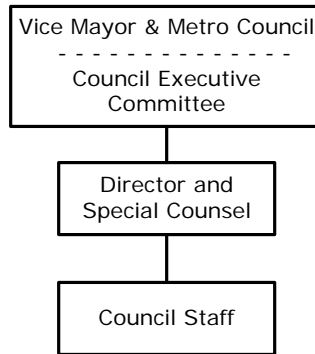 Vice Mayor & Metro Council
- - - - - - - - - - - - - -
Council Executive
Committee
Director and
Special Counsel
Council Staff